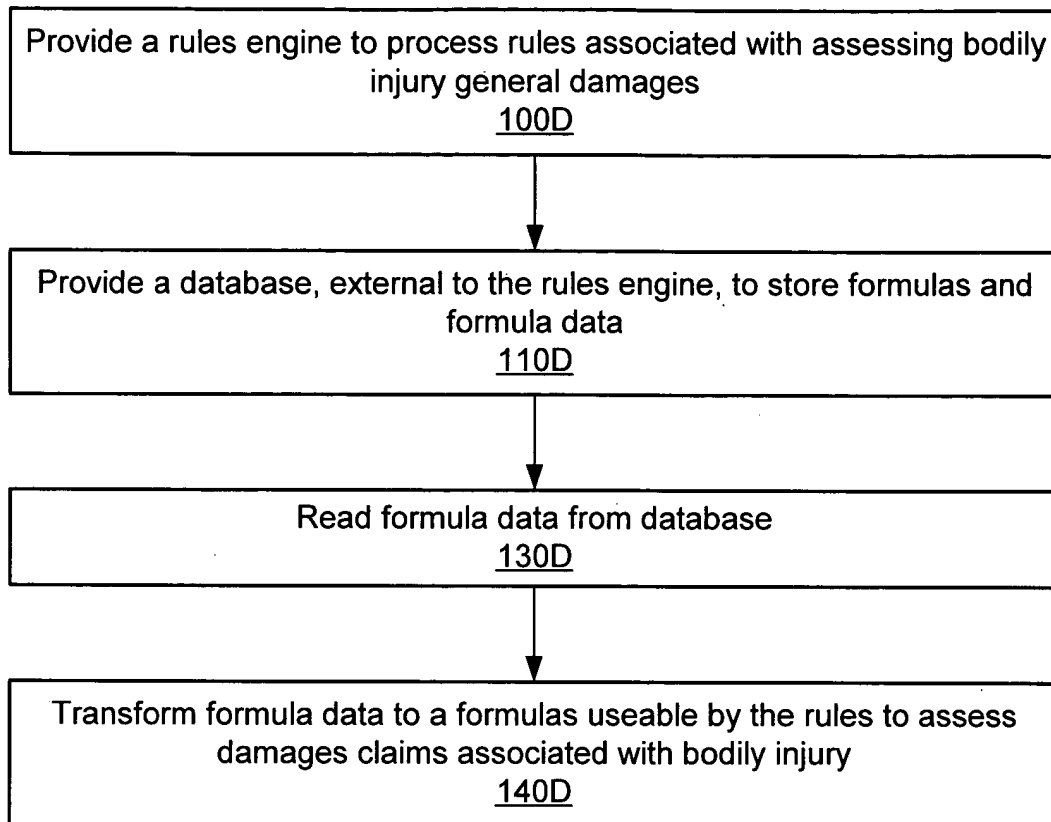 Provide a rules engine to process rules associated with assessing bodily
injury general damages
100D
Provide a database, external to the rules engine, to store formulas and
formula data
110D
Read formula data from database
130D
Transform formula data to a formulas useable by the rules to assess
damages claims associated with bodily injury
140D